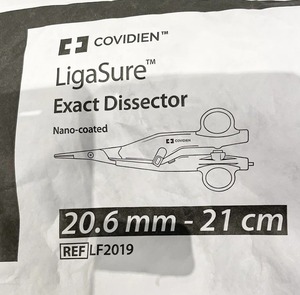 COVIDIEN™
LigaSure™
Exact Dissector
Nano-coated
COVIDIEN
20.6 mm - 21 cm
REF LF2019